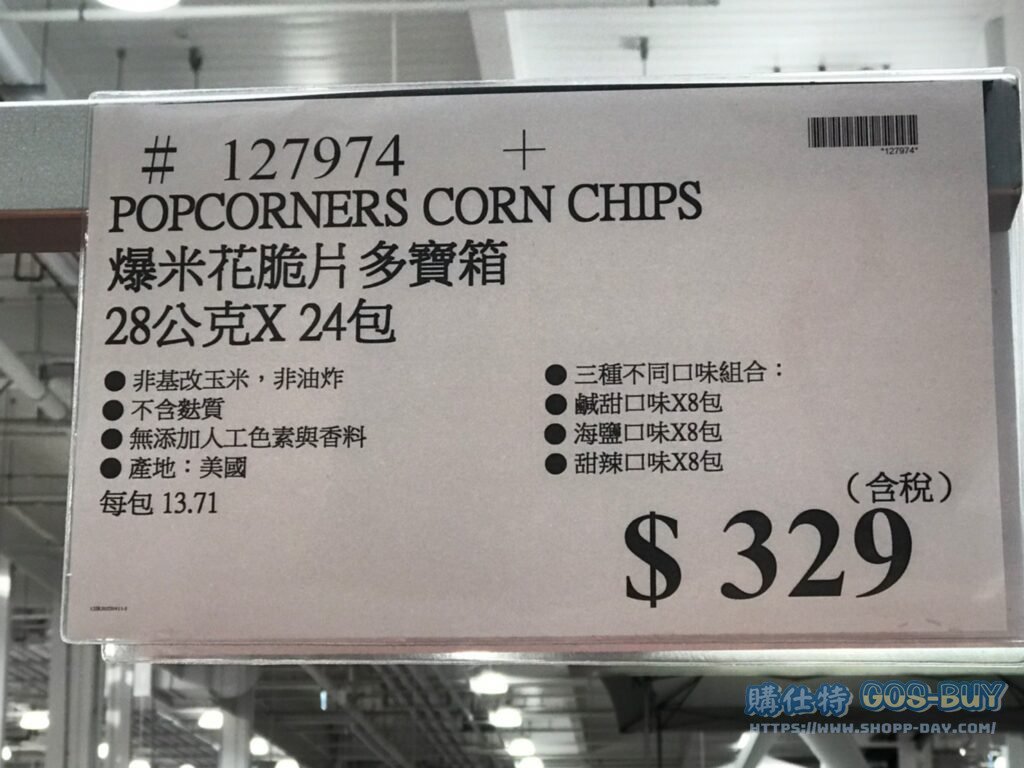 # 127974 +
*127974*
POPCORNERS CORN CHIPS
爆米花脆片多寶箱
28公克X 24包
● 非基改玉米，非油炸
● 不含麩質
● 無添加人工色素與香料
● 產地：美國
每包 13.71
● 三種不同口味組合：
● 鹹甜口味X8包
● 海鹽口味X8包
● 甜辣口味X8包
（含稅）
$ 329
購仕特 GOS-BUY
HTTPS://WWW.SHOPP-DAY.COM/